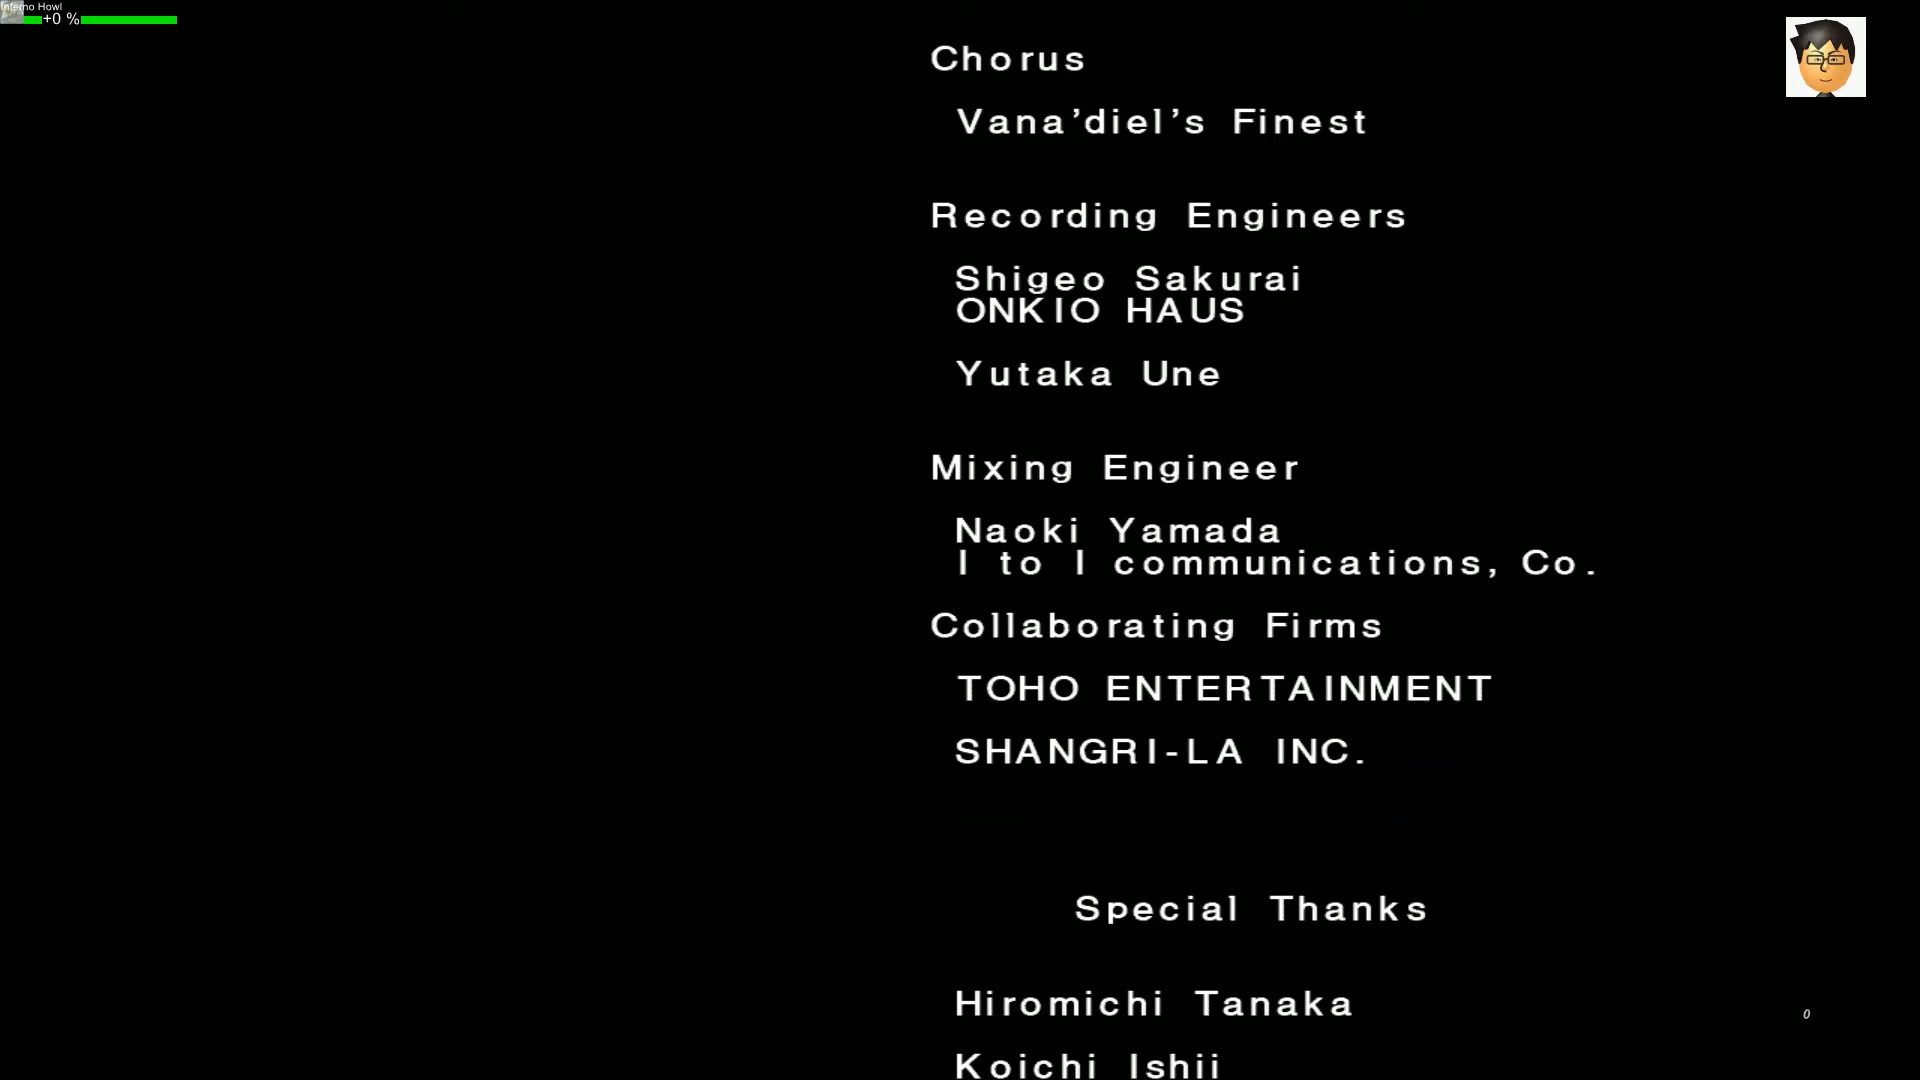 Inferno Howl
+0 %
Chorus
Vana’diel’s Finest
Recording Engineers
Shigeo Sakurai
ONKIO HAUS
Yutaka Une
Mixing Engineer
Naoki Yamada
I to I communications, Co.
Collaborating Firms
TOHO ENTERTAINMENT
SHANGRI-LA INC.
Special Thanks
Hiromichi Tanaka
0
Koichi Ishii